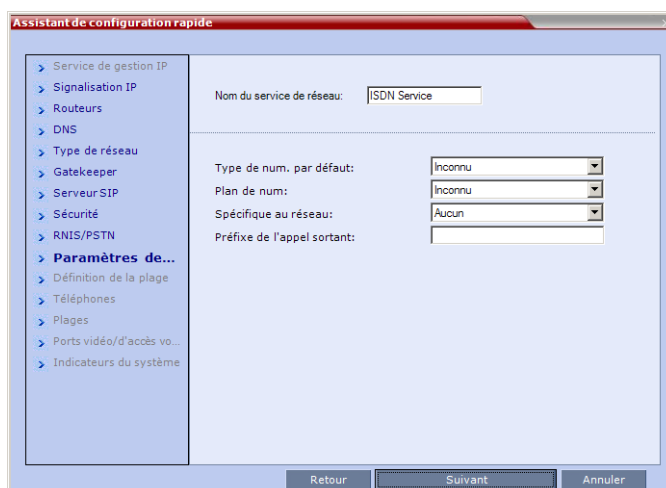 Assistant de configuration rapide
Service de gestion IP
Signalisation IP
Routeurs
DNS
Type de réseau
Gatekeeper
Serveur SIP
Sécurité
RNIS/PSTN
Paramètres de...
Définition de la plage
Téléphones
Plages
Ports vidéo/d'accès vo...
Indicateurs du système
Nom du service de réseau: ISDN Service
Type de num. par défaut: Inconnu
Plan de num: Inconnu
Spécifique au réseau: Aucun
Préfixe de l'appel sortant:
Retour Suivant Annuler